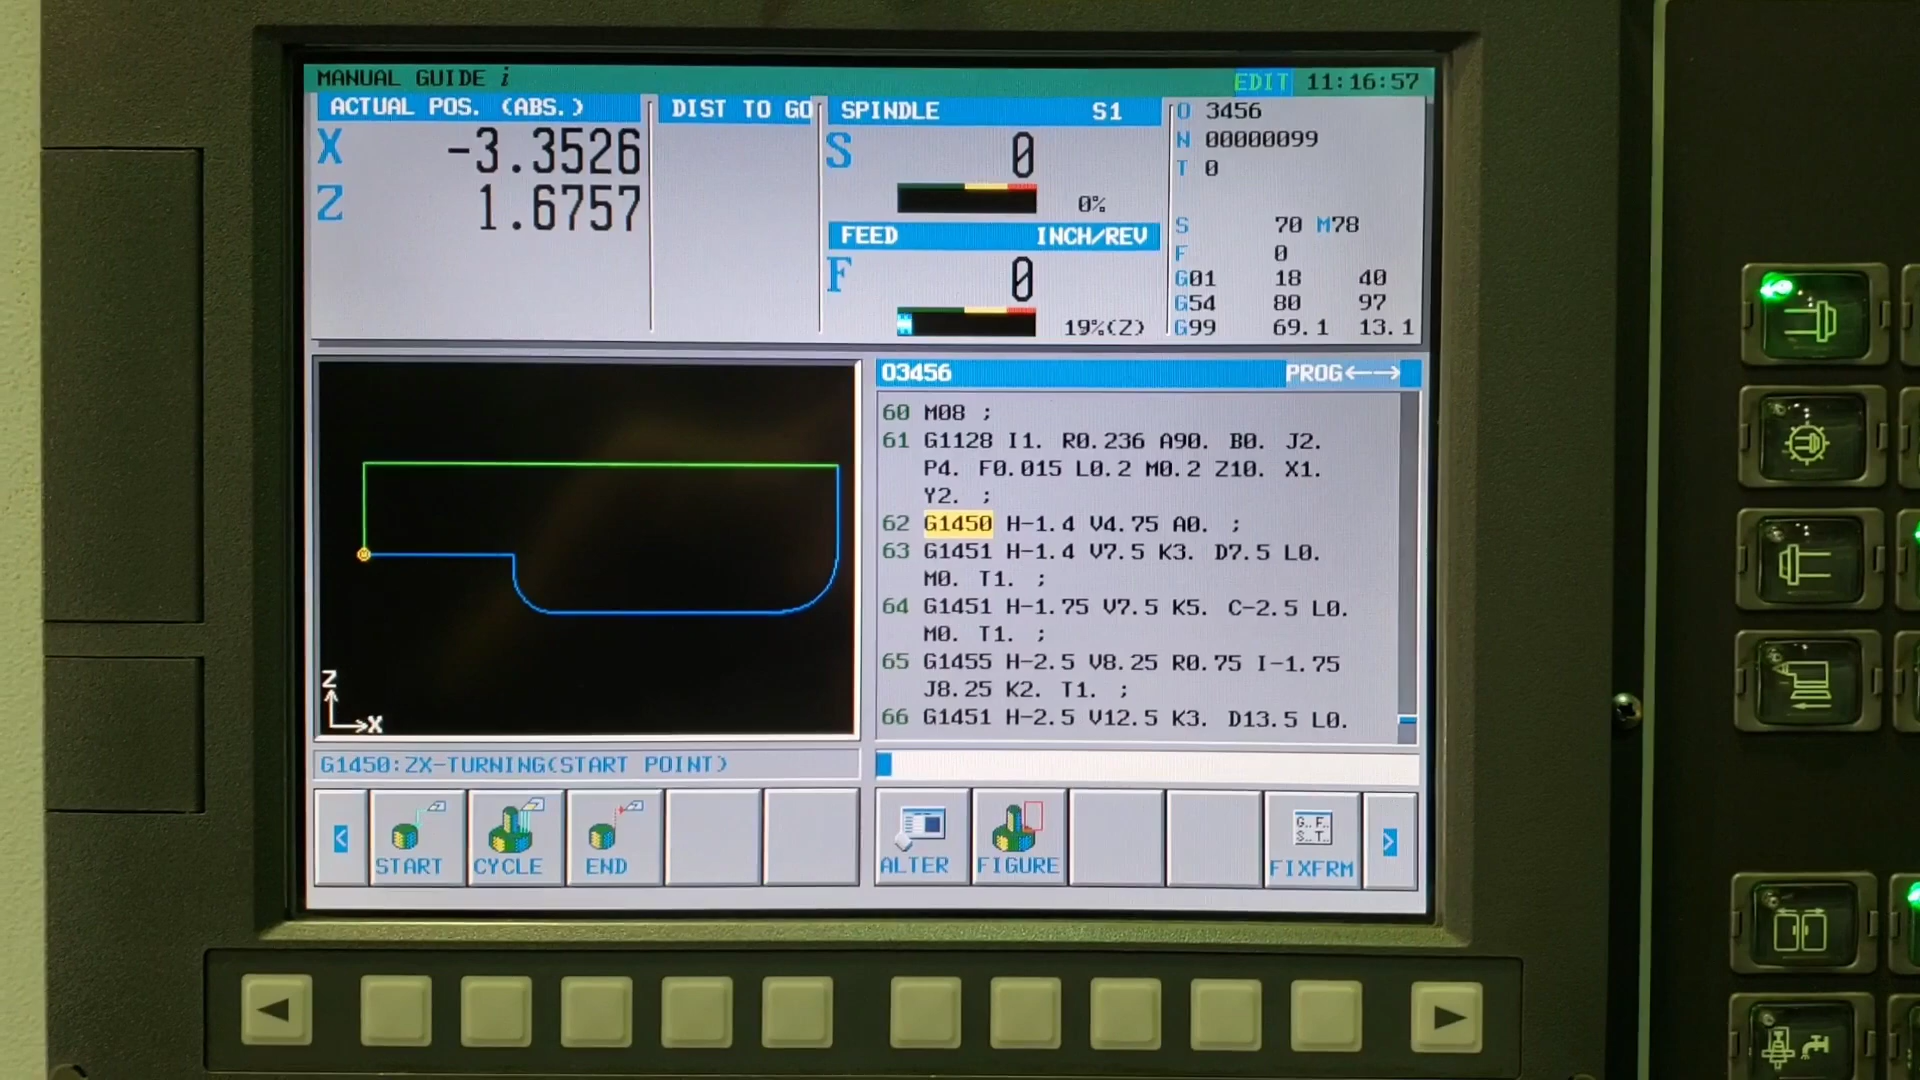 MANUAL GUIDE i
EDIT 11:16:57
ACTUAL POS. (ABS.)
X -3.3526
Z 1.6757
DIST TO GO
SPINDLE S1
S 0
0%
FEED INCH/REV
F 0
19%(Z)
O 3456
N 00000099
T 0
S 70 M78
F 0
G01 18 40
G54 80 97
G99 69.1 13.1
Z
X
O3456 PROG←→
60 M08 ;
61 G1128 I1. R0.236 A90. B0. J2.
P4. F0.015 L0.2 M0.2 Z10. X1.
Y2. ;
62 G1450 H-1.4 V4.75 A0. ;
63 G1451 H-1.4 V7.5 K3. D7.5 L0.
M0. T1. ;
64 G1451 H-1.75 V7.5 K5. C-2.5 L0.
M0. T1. ;
65 G1455 H-2.5 V8.25 R0.75 I-1.75
J8.25 K2. T1. ;
66 G1451 H-2.5 V12.5 K3. D13.5 L0.
G1450:ZX-TURNING(START POINT)
< START CYCLE END
ALTER FIGURE
G.. F..
S.. T..
FIXFRM >